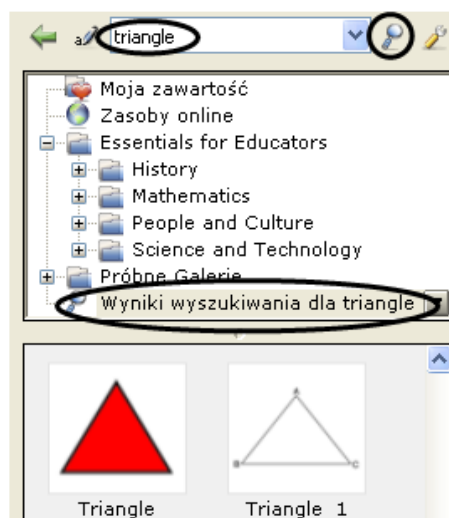 triangle
Moja zawartość
Zasoby online
Essentials for Educators
History
Mathematics
People and Culture
Science and Technology
Próbne Galerie
Wyniki wyszukiwania dla triangle
A
B C
Triangle Triangle 1